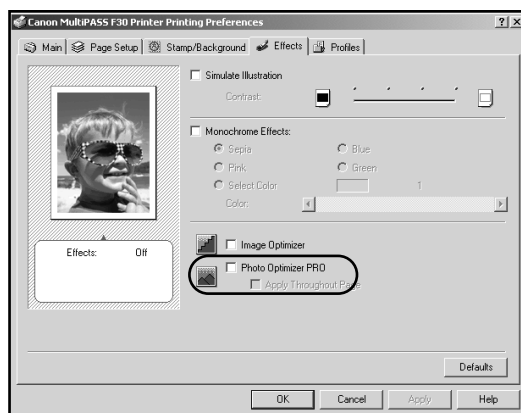 Canon MultiPASS F30 Printer Printing Preferences
Main Page Setup Stamp/Background Effects Profiles
Simulate Illustration
Contrast:
Monochrome Effects:
Sepia Blue
Pink Green
Select Color 1
Color:
Effects: Off
Image Optimizer
Photo Optimizer PRO
Apply Throughout Page
Defaults
OK Cancel Apply Help